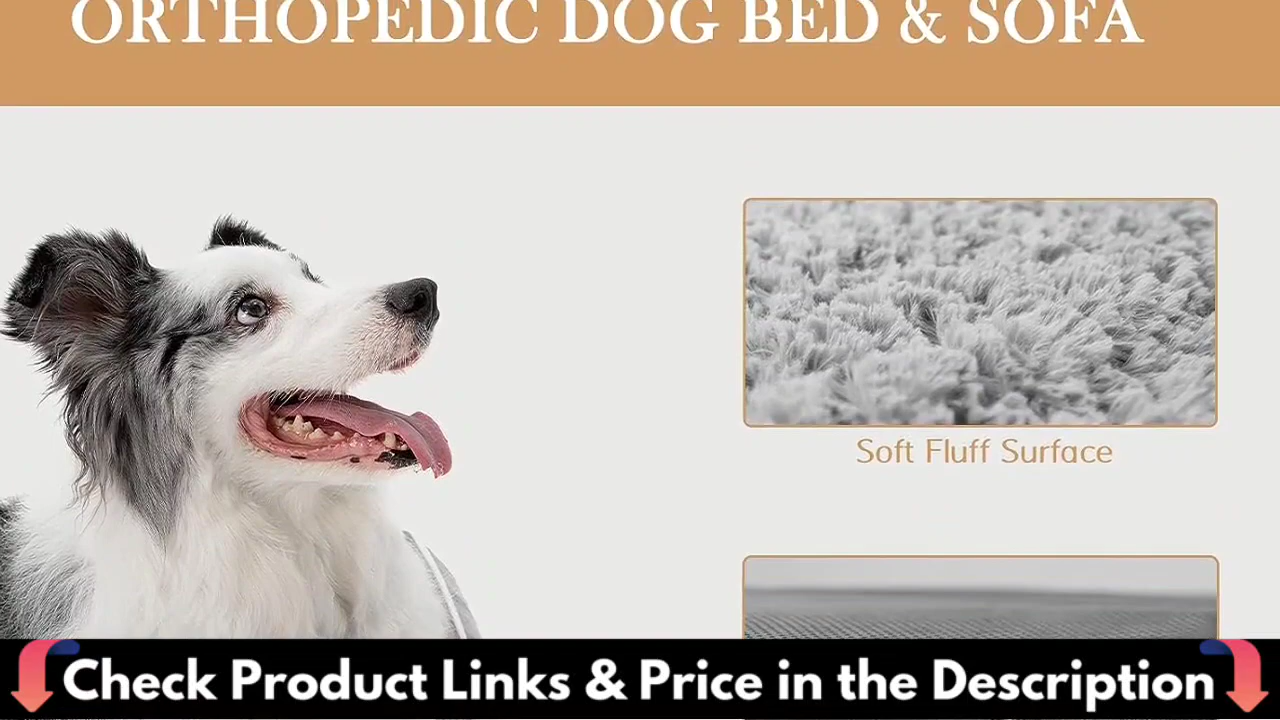 ORTHOPEDIC DOG BED & SOFA
Soft Fluff Surface
Check Product Links & Price in the Description